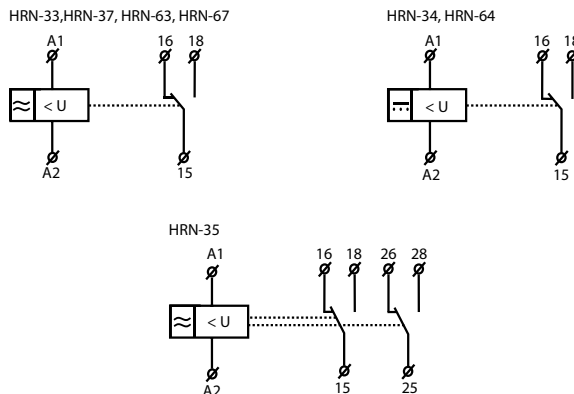 HRN-33,HRN-37, HRN-63, HRN-67
A1 16 18
< U
A2 15
HRN-34, HRN-64
A1 16 18
< U
A2 15
HRN-35
A1 16 18 26 28
< U
A2 15 25